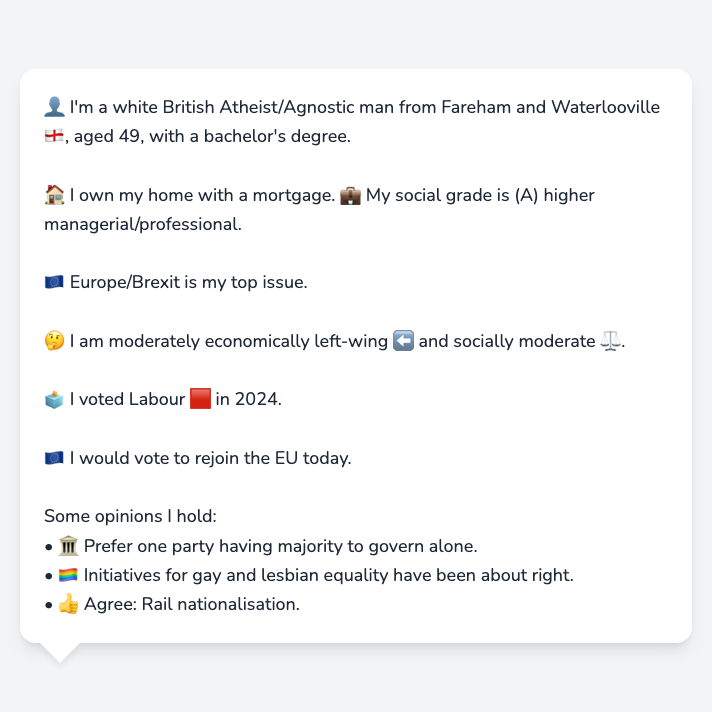 👤 I'm a white British Atheist/Agnostic man from Fareham and Waterlooville
🏴󠁧󠁢󠁥󠁮󠁧󠁿, aged 49, with a bachelor's degree.
🏠 I own my home with a mortgage. 💼 My social grade is (A) higher
managerial/professional.
🇪🇺 Europe/Brexit is my top issue.
🤔 I am moderately economically left-wing ⬅️ and socially moderate ⚖️.
🗳️ I voted Labour 🟥 in 2024.
🇪🇺 I would vote to rejoin the EU today.
Some opinions I hold:
• 🏛️ Prefer one party having majority to govern alone.
• 🏳️‍🌈 Initiatives for gay and lesbian equality have been about right.
• 👍 Agree: Rail nationalisation.